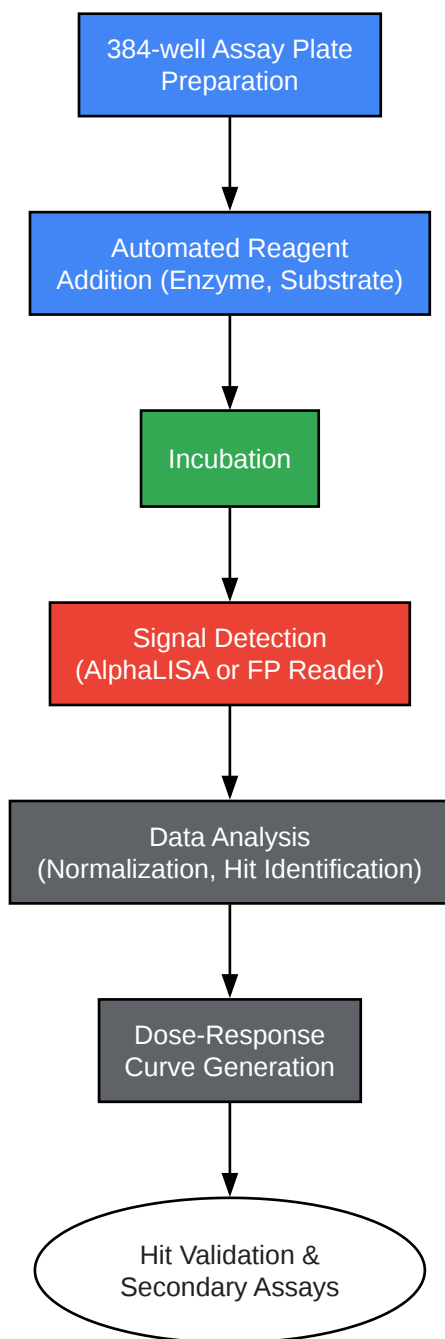 384-well Assay Plate
Preparation
Automated Reagent
Addition (Enzyme, Substrate)
Incubation
Signal Detection
(AlphaLISA or FP Reader)
Data Analysis
(Normalization, Hit Identification)
Dose-Response
Curve Generation
Hit Validation &
Secondary Assays